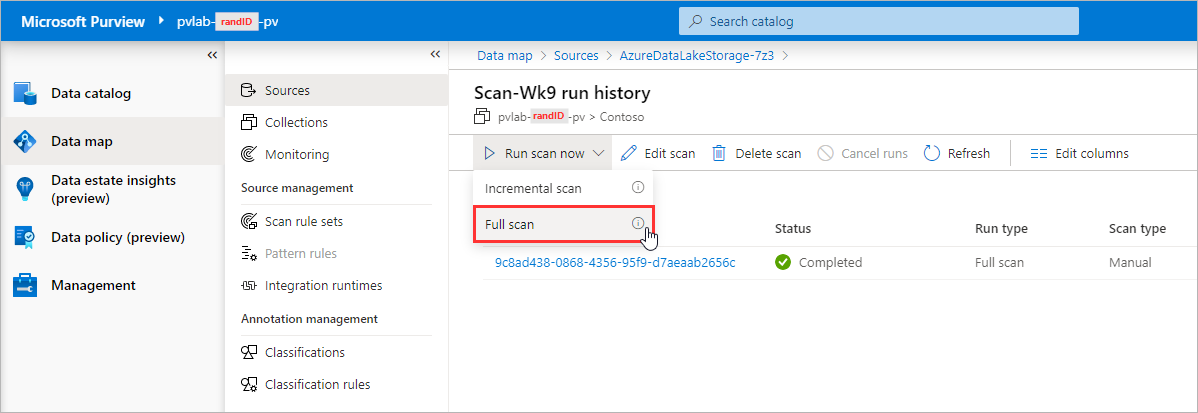 Microsoft Purview pvlab-randID-pv Search catalog
Data catalog
Data map
Data estate insights
(preview)
Data policy (preview)
Management
Sources
Collections
Monitoring
Source management
Scan rule sets
Pattern rules
Integration runtimes
Annotation management
Classifications
Classification rules
Data map > Sources > AzureDataLakeStorage-7z3 >
Scan-Wk9 run history
pvlab-randID-pv > Contoso
Run scan now Edit scan Delete scan Cancel runs Refresh Edit columns
Incremental scan
Full scan
Status Run type Scan type
9c8ad438-0868-4356-95f9-d7aeaab2656c Completed Full scan Manual